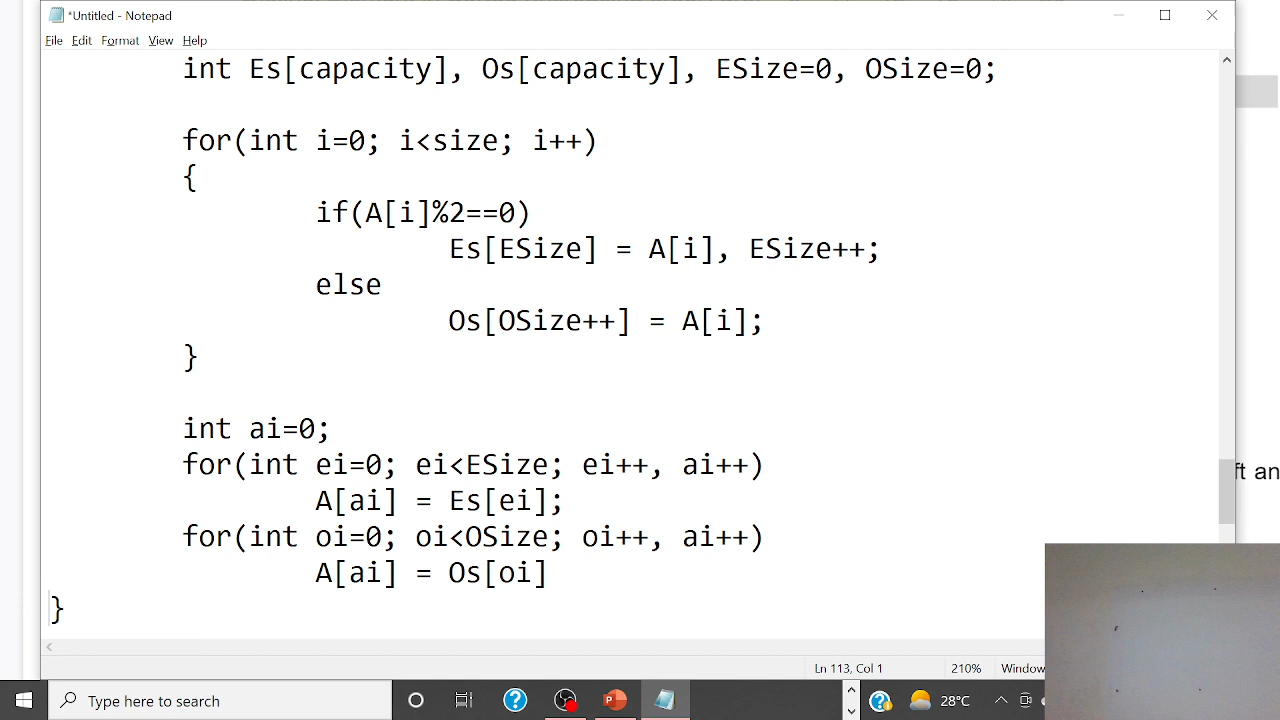 *Untitled - Notepad
File Edit Format View Help
int Es[capacity], Os[capacity], ESize=0, OSize=0;
for(int i=0; i<size; i++)
{
if(A[i]%2==0)
Es[ESize] = A[i], ESize++;
else
Os[OSize++] = A[i];
}
int ai=0;
for(int ei=0; ei<ESize; ei++, ai++)
A[ai] = Es[ei];
for(int oi=0; oi<OSize; oi++, ai++)
A[ai] = Os[oi]
}
ft an
Ln 113, Col 1 210% Window
Type here to search 28°C